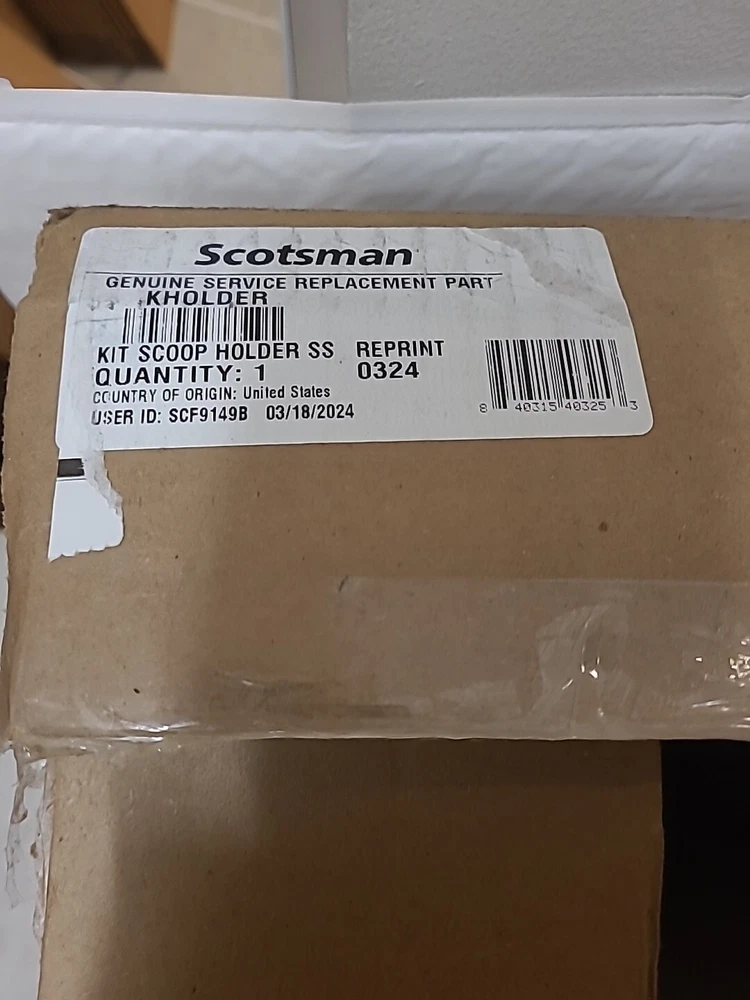 Scotsman
GENUINE SERVICE REPLACEMENT PART
KHOLDER
KIT SCOOP HOLDER SS REPRINT
QUANTITY: 1 0324
COUNTRY OF ORIGIN: United States
USER ID: SCF9149B 03/18/2024
8 40315 40325 3